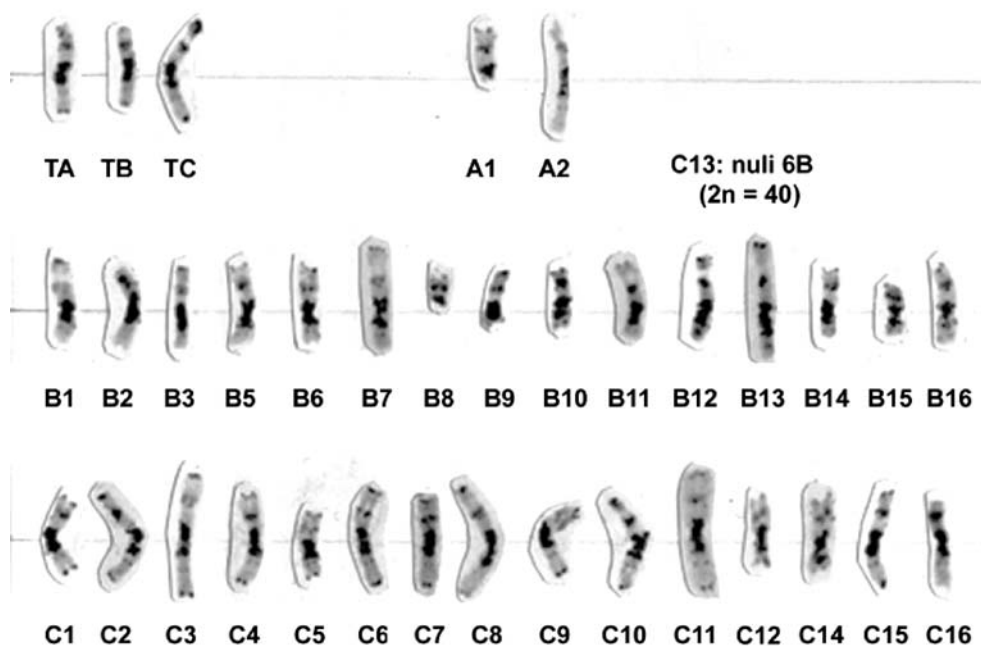 TA TB TC A1 A2 C13: nuli 6B
(2n = 40)
B1 B2 B3 B5 B6 B7 B8 B9 B10 B11 B12 B13 B14 B15 B16
C1 C2 C3 C4 C5 C6 C7 C8 C9 C10 C11 C12 C14 C15 C16